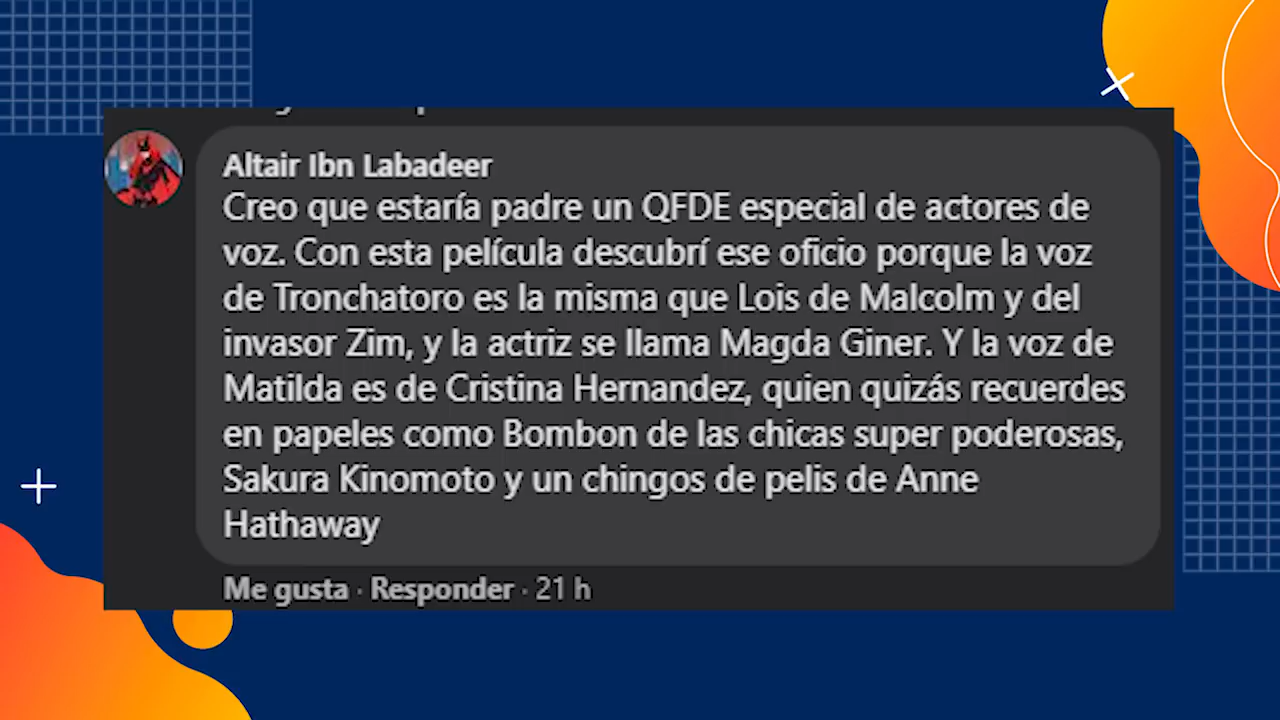 Altair Ibn Labadeer
Creo que estaría padre un QFDE especial de actores de
voz. Con esta película descubrí ese oficio porque la voz
de Tronchatoro es la misma que Lois de Malcolm y del
invasor Zim, y la actriz se llama Magda Giner. Y la voz de
Matilda es de Cristina Hernandez, quien quizás recuerdes
en papeles como Bombon de las chicas super poderosas,
Sakura Kinomoto y un chingos de pelis de Anne
Hathaway
Me gusta · Responder · 21 h